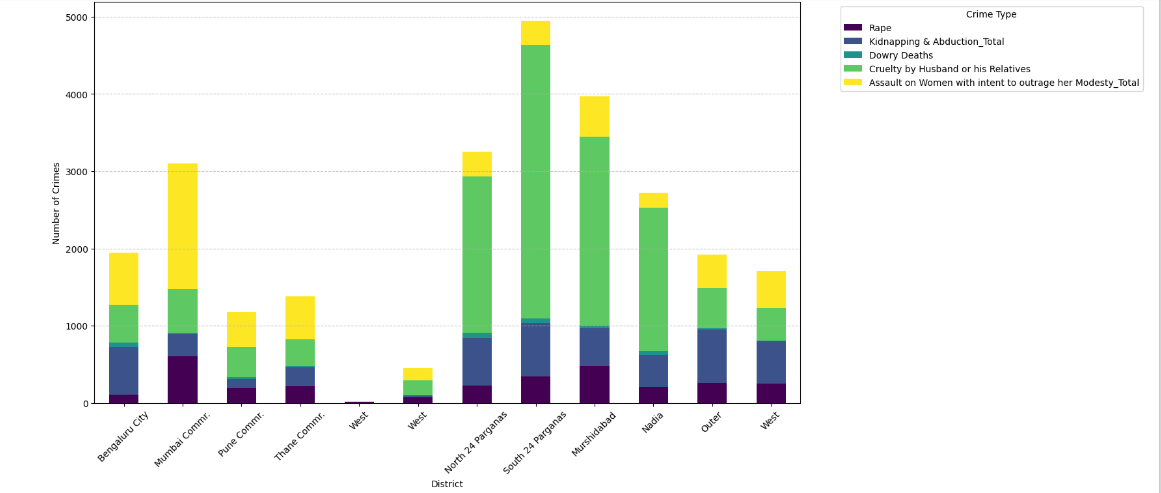 Crime Type
Rape
Kidnapping & Abduction_Total
Dowry Deaths
Cruelty by Husband or his Relatives
Assault on Women with intent to outrage her Modesty_Total
Number of Crimes
5000
4000
3000
2000
1000
0
Bengaluru City
Mumbai Commr.
Pune Commr.
Thane Commr.
West
West
North 24 Parganas
South 24 Parganas
Murshidabad
Nadia
Outer
West
District